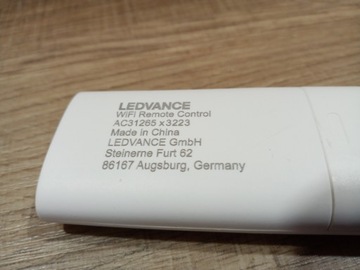 LEDVANCE
WiFi Remote Control
AC31265 x3223
Made in China
LEDVANCE GmbH
Steinerne Furt 62
86167 Augsburg, Germany